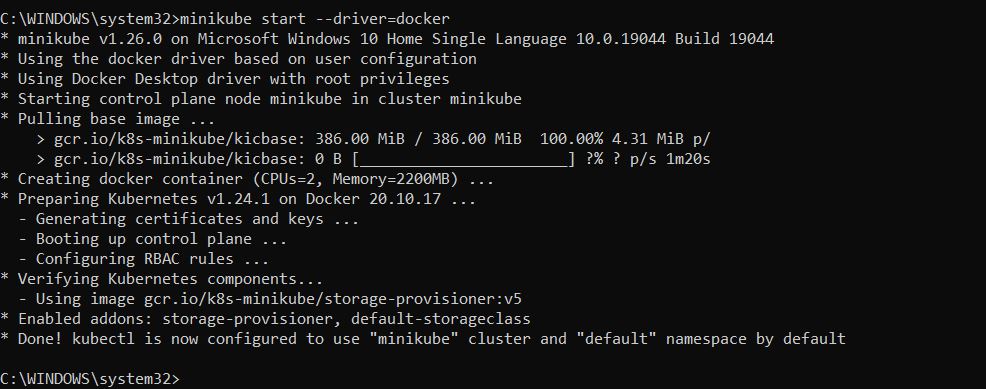 C:\WINDOWS\system32>minikube start --driver=docker
* minikube v1.26.0 on Microsoft Windows 10 Home Single Language 10.0.19044 Build 19044
* Using the docker driver based on user configuration
* Using Docker Desktop driver with root privileges
* Starting control plane node minikube in cluster minikube
* Pulling base image ...
    > gcr.io/k8s-minikube/kicbase: 386.00 MiB / 386.00 MiB  100.00% 4.31 MiB p/
    > gcr.io/k8s-minikube/kicbase: 0 B [________________________] ?% ? p/s 1m20s
* Creating docker container (CPUs=2, Memory=2200MB) ...
* Preparing Kubernetes v1.24.1 on Docker 20.10.17 ...
  - Generating certificates and keys ...
  - Booting up control plane ...
  - Configuring RBAC rules ...
* Verifying Kubernetes components...
  - Using image gcr.io/k8s-minikube/storage-provisioner:v5
* Enabled addons: storage-provisioner, default-storageclass
* Done! kubectl is now configured to use "minikube" cluster and "default" namespace by default
C:\WINDOWS\system32>